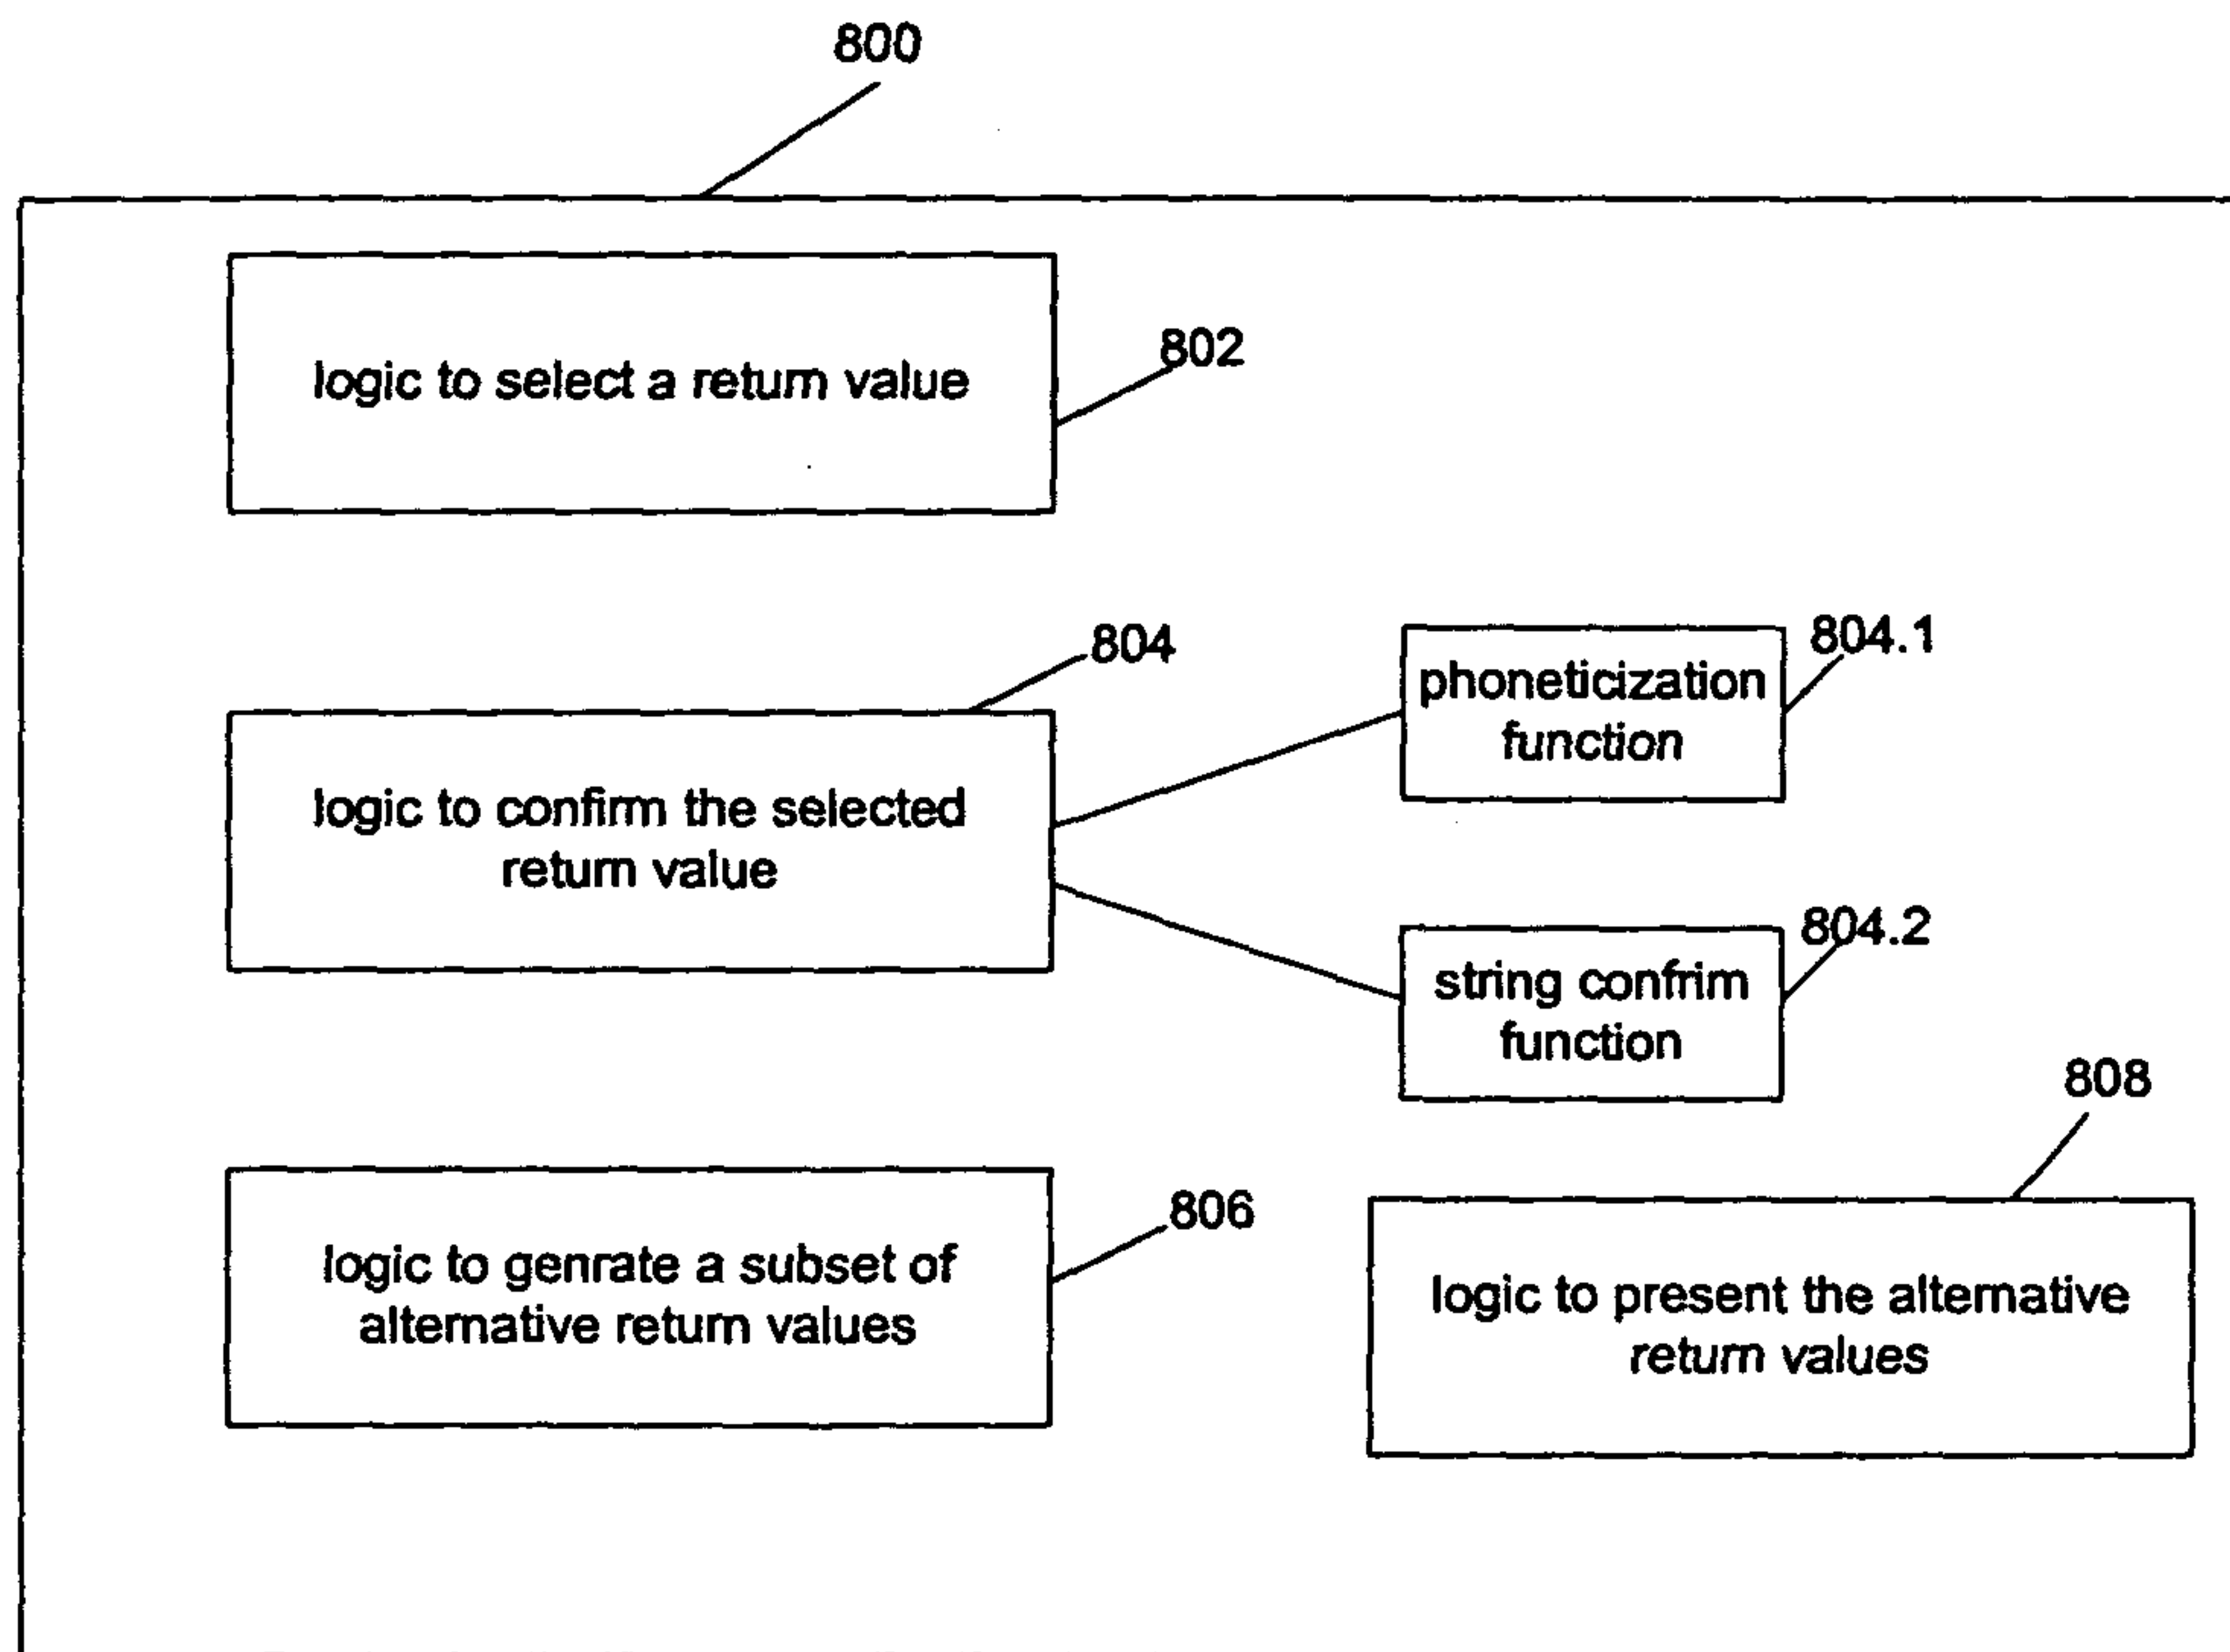 800
logic to select a return value
802
804
logic to confirm the selected
return value
phoneticization
function
804.1
string confrim
function
804.2
808
logic to genrate a subset of
alternative return values
806
logic to present the alternative
return values